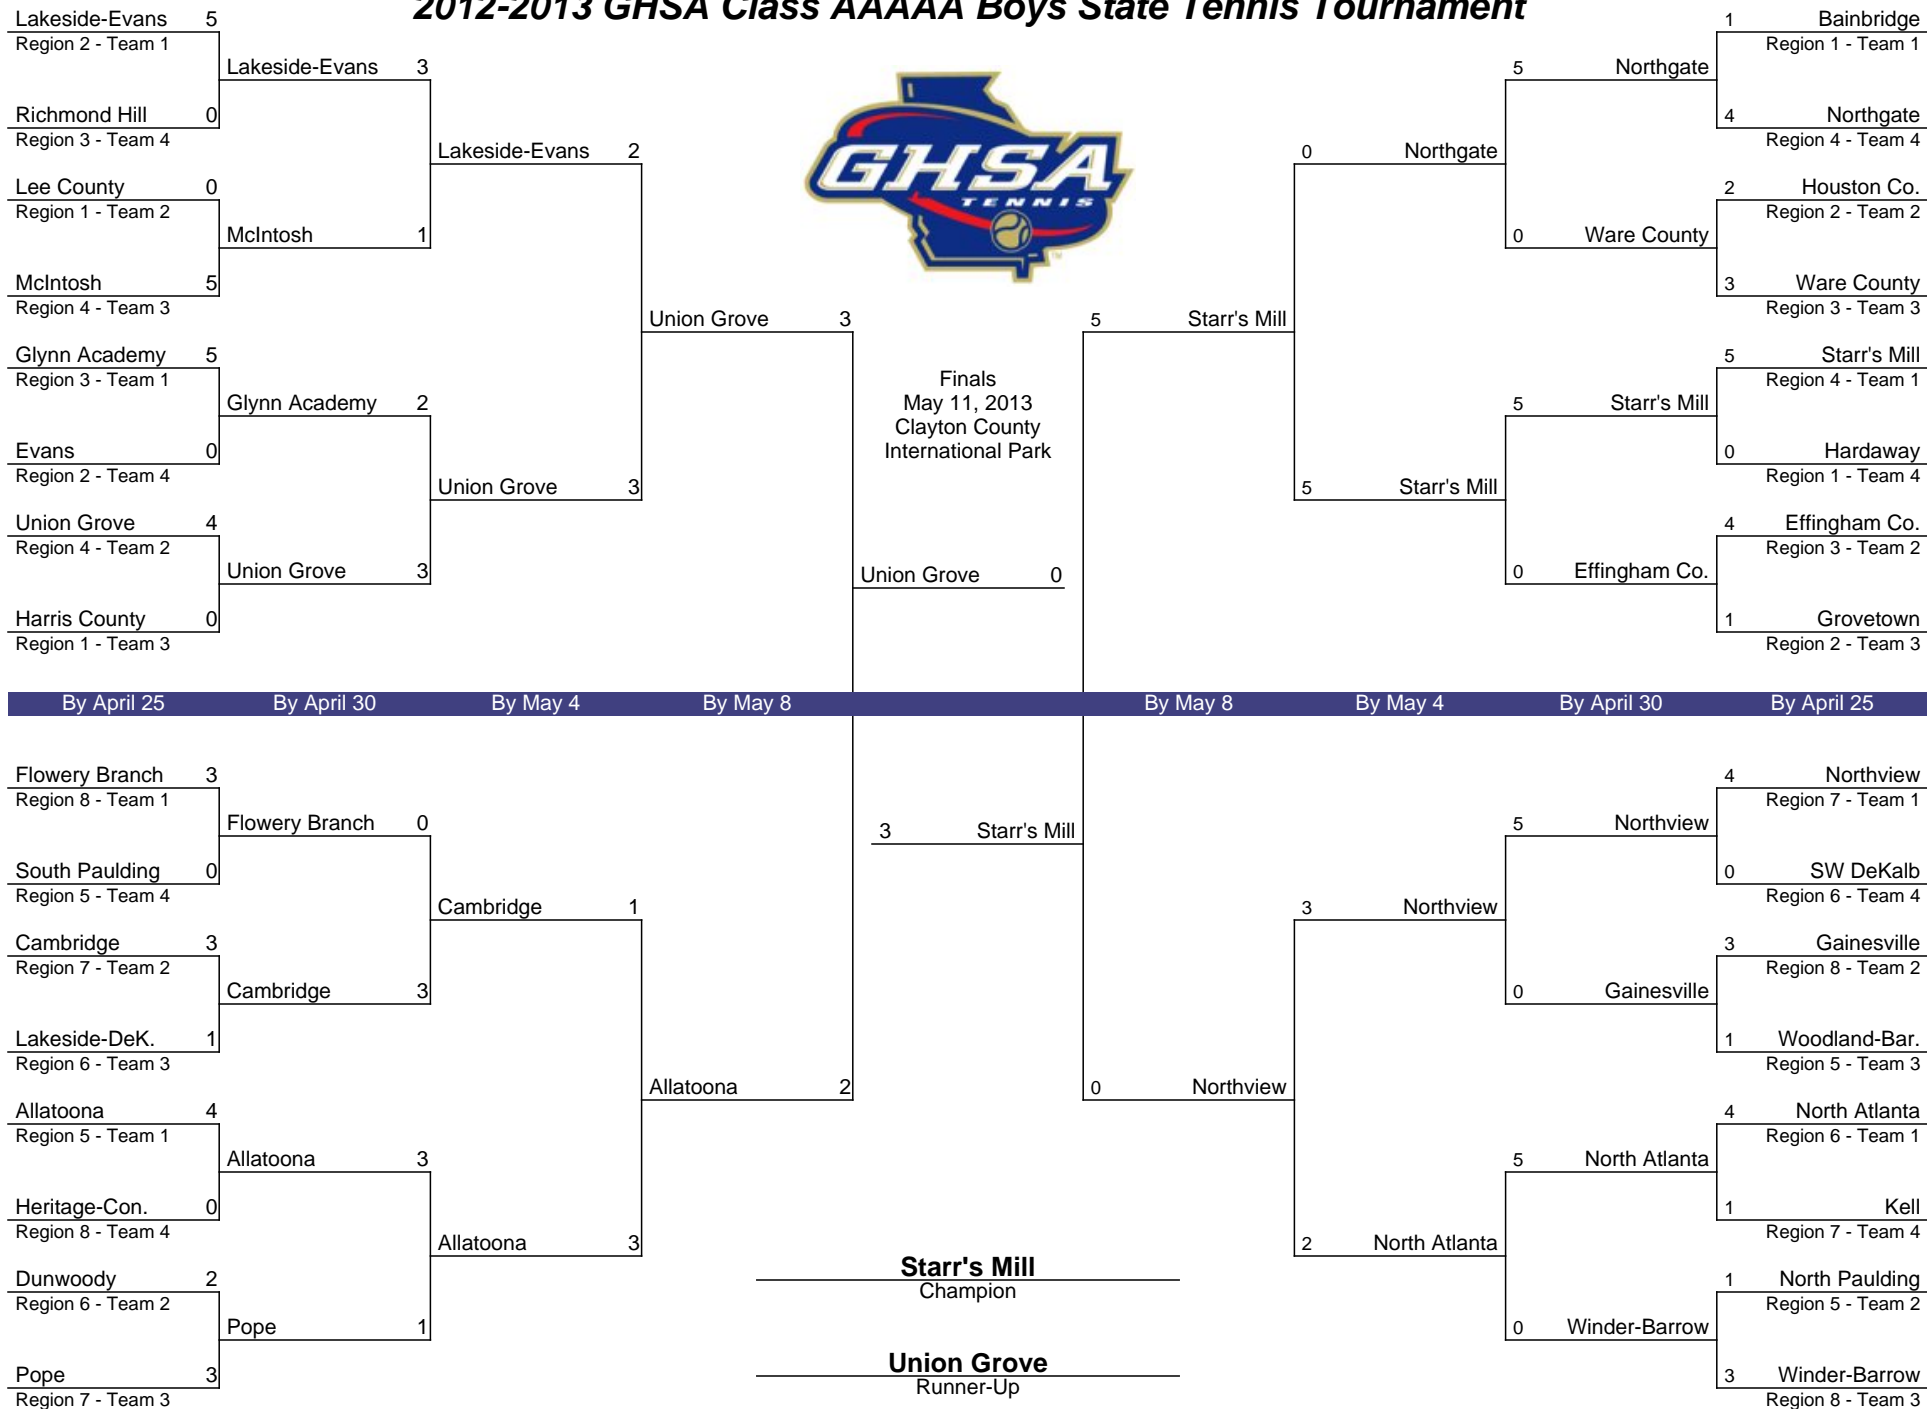 2012-2013 GHSA Class AAAAA Boys State Tennis Tournament
Lakeside-Evans 5
Region 2 - Team 1
Lakeside-Evans 3
Richmond Hill 0
Region 3 - Team 4
Lakeside-Evans 2
Lee County 0
Region 1 - Team 2
McIntosh 1
McIntosh 5
Region 4 - Team 3
Union Grove 3
Glynn Academy 5
Region 3 - Team 1
Glynn Academy 2
Evans 0
Region 2 - Team 4
Union Grove 3
Union Grove 4
Region 4 - Team 2
Union Grove 3
Harris County 0
Region 1 - Team 3
GHSA
TENNIS
TM
Finals
May 11, 2013
Clayton County
International Park
Union Grove 0
1 Bainbridge
Region 1 - Team 1
5 Northgate
4 Northgate
Region 4 - Team 4
0 Northgate
2 Houston Co.
Region 2 - Team 2
0 Ware County
3 Ware County
Region 3 - Team 3
5 Starr's Mill
5 Starr's Mill
Region 4 - Team 1
5 Starr's Mill
0 Hardaway
Region 1 - Team 4
5 Starr's Mill
4 Effingham Co.
Region 3 - Team 2
0 Effingham Co.
1 Grovetown
Region 2 - Team 3
By April 25 By April 30 By May 4 By May 8 By May 8 By May 4 By April 30 By April 25
Flowery Branch 3
Region 8 - Team 1
Flowery Branch 0
South Paulding 0
Region 5 - Team 4
Cambridge 1
Cambridge 3
Region 7 - Team 2
Cambridge 3
Lakeside-DeK. 1
Region 6 - Team 3
Allatoona 2
Allatoona 4
Region 5 - Team 1
Allatoona 3
Heritage-Con. 0
Region 8 - Team 4
Allatoona 3
Dunwoody 2
Region 6 - Team 2
Pope 1
Pope 3
Region 7 - Team 3
3 Starr's Mill
Starr's Mill
Champion
Union Grove
Runner-Up
4 Northview
Region 7 - Team 1
5 Northview
0 SW DeKalb
Region 6 - Team 4
3 Northview
3 Gainesville
Region 8 - Team 2
0 Gainesville
1 Woodland-Bar.
Region 5 - Team 3
0 Northview
4 North Atlanta
Region 6 - Team 1
5 North Atlanta
1 Kell
Region 7 - Team 4
2 North Atlanta
1 North Paulding
Region 5 - Team 2
0 Winder-Barrow
3 Winder-Barrow
Region 8 - Team 3